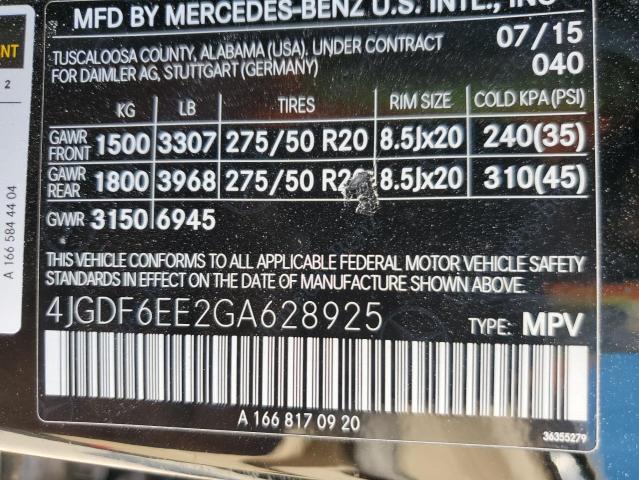 MFD BY MERCEDES-BENZ U.S. INTL., INC
TUSCALOOSA COUNTY, ALABAMA (USA). UNDER CONTRACT 07/15
FOR DAIMLER AG, STUTTGART (GERMANY) 040
KG LB TIRES RIM SIZE COLD KPA (PSI)
GAWR FRONT 1500 3307 275/50 R20 8.5Jx20 240(35)
GAWR REAR 1800 3968 275/50 8.5Jx20 310(45)
GVWR 3150 6945
THIS VEHICLE CONFORMS TO ALL APPLICABLE FEDERAL MOTOR VEHICLE SAFETY
STANDARDS IN EFFECT ON THE DATE OF MANUFACTURE SHOWN ABOVE.
4JGDF6EE2GA628925 TYPE: MPV
A 166 817 09 20
36355279
2
A 166 584 44 04